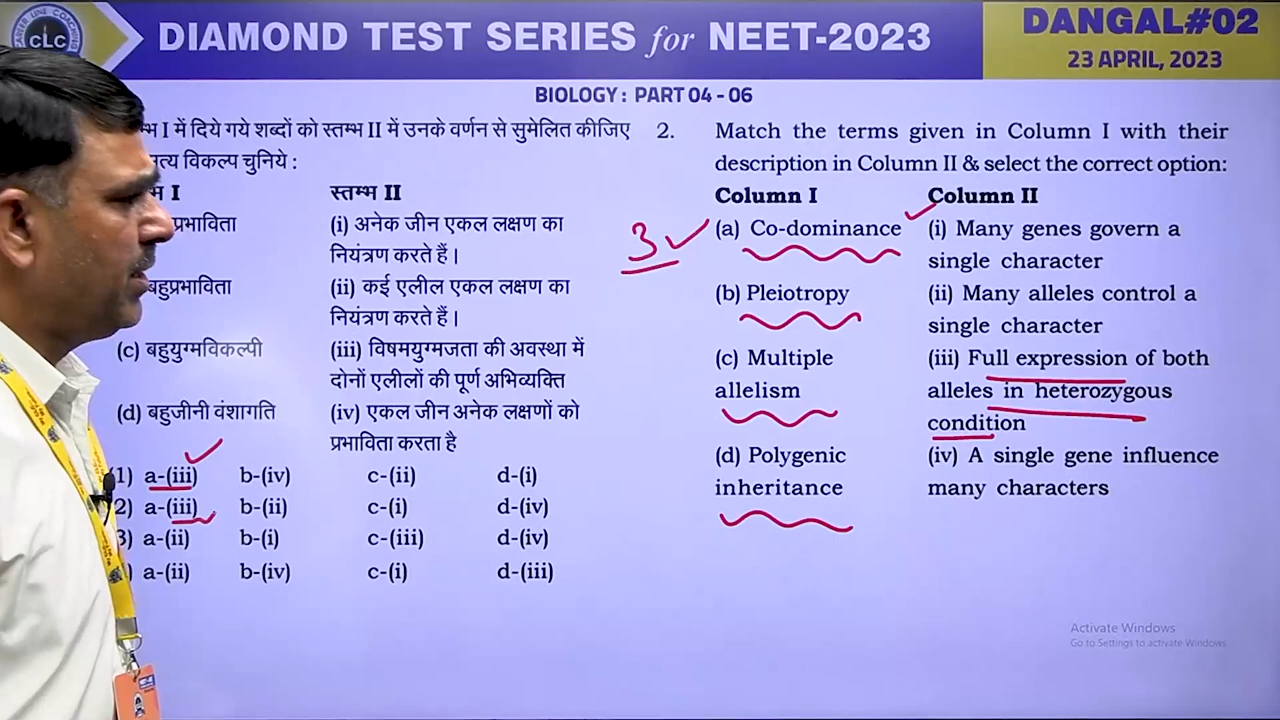 CLC
DIAMOND TEST SERIES for NEET-2023
DANGAL#02
23 APRIL, 2023
BIOLOGY : PART 04 - 06
में दिये गये शब्दों को स्तम्भ II में उनके वर्णन से सुमेलित कीजिए
विकल्प चुनिये :
I स्तम्भ II
(i) अनेक जीन एकल लक्षण का
नियंत्रण करते हैं।
बहुप्रभाविता (ii) कई एलील एकल लक्षण का
नियंत्रण करते हैं।
(c) बहुयुग्मविकल्पी (iii) विषमयुग्मजता की अवस्था में
दोनों एलीलों की पूर्ण अभिव्यक्ति
(d) बहुजीनी वंशागति (iv) एकल जीन अनेक लक्षणों को
प्रभाविता करता है
1) a-(iii) b-(iv) c-(ii) d-(i)
2) a-(iii) b-(ii) c-(i) d-(iv)
3) a-(ii) b-(i) c-(iii) d-(iv)
) a-(ii) b-(iv) c-(i) d-(iii)
3
2. Match the terms given in Column I with their
description in Column II & select the correct option:
Column I Column II
(a) Co-dominance (i) Many genes govern a
single character
(b) Pleiotropy (ii) Many alleles control a
single character
(c) Multiple (iii) Full expression of both
allelism alleles in heterozygous
condition
(d) Polygenic (iv) A single gene influence
inheritance many characters
Activate Windows
Go to Settings to activate Windows.